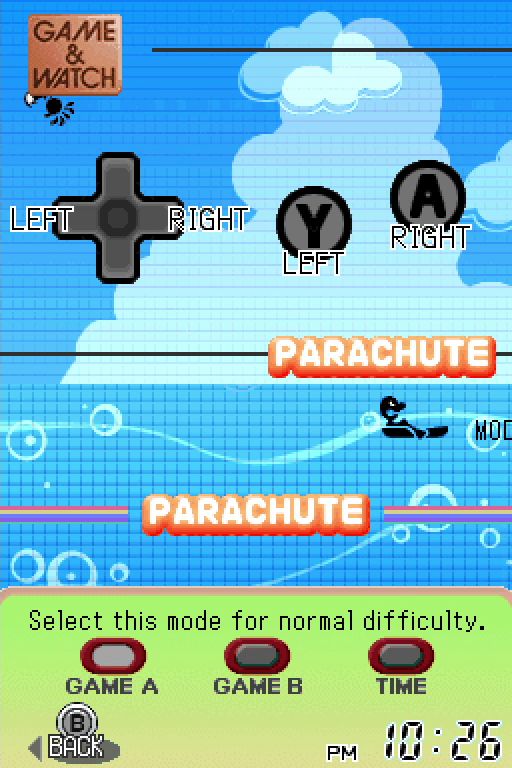 GAME
&
WATCH
LEFT RIGHT
Y A
LEFT RIGHT
PARACHUTE
MOD
PARACHUTE
Select this mode for normal difficulty.
GAME A GAME B TIME
B
BACK
PM 10:26